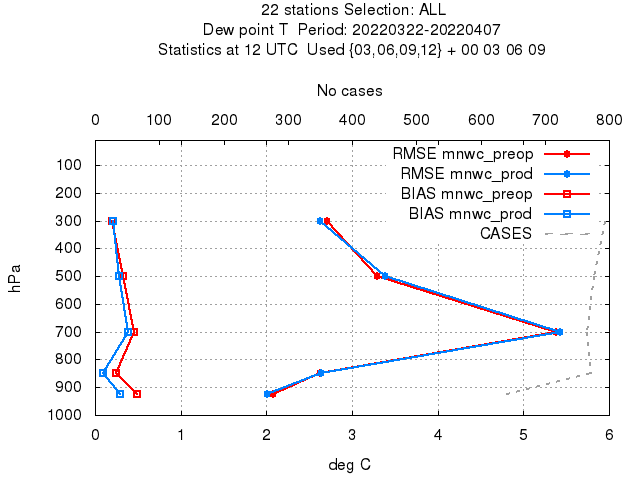 22 stations Selection: ALL
Dew point T  Period: 20220322-20220407
Statistics at 12 UTC  Used {03,06,09,12} + 00 03 06 09
No cases
0 100 200 300 400 500 600 700 800
RMSE mnwc_preop
RMSE mnwc_prod
BIAS mnwc_preop
BIAS mnwc_prod
CASES
100
200
300
400
500
600
700
800
900
1000
hPa
0 1 2 3 4 5 6
deg C